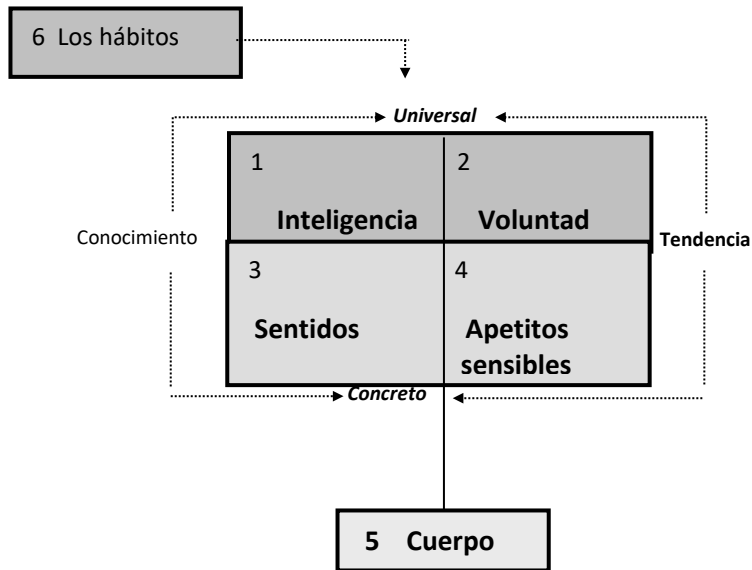 6 Los hábitos
Universal
1
2
Inteligencia
Voluntad
Conocimiento
Tendencia
3
4
Sentidos
Apetitos
sensibles
Concreto
5 Cuerpo